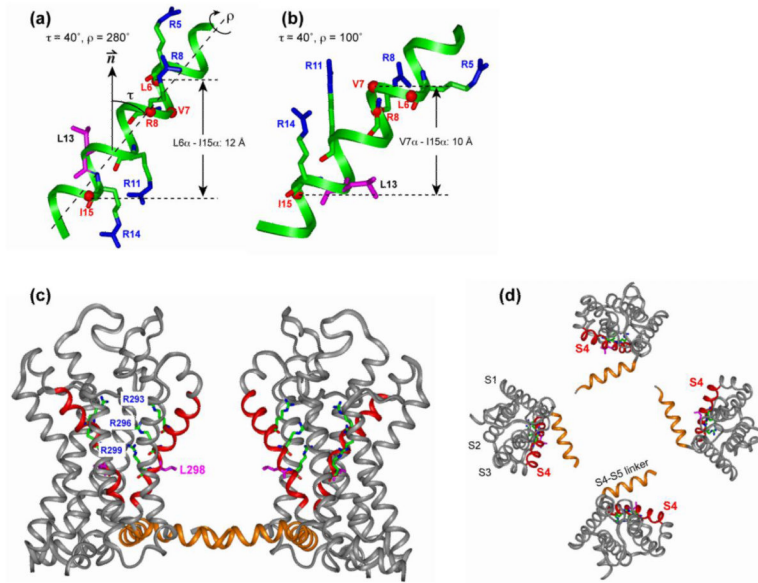 (a)
τ = 40°, ρ = 280°
n
τ
ρ
R5
R8
L6
V7
R8
L13
L6α - I15α: 12 Å
R11
I15
R14
(b)
τ = 40°, ρ = 100°
R8
R5
R11
V7
L6
R8
R14
V7α - I15α: 10 Å
L13
I15
(c)
R293
R296
R299
L298
(d)
S4
S1
S4
S2
S3
S4
S4-S5 linker
S4